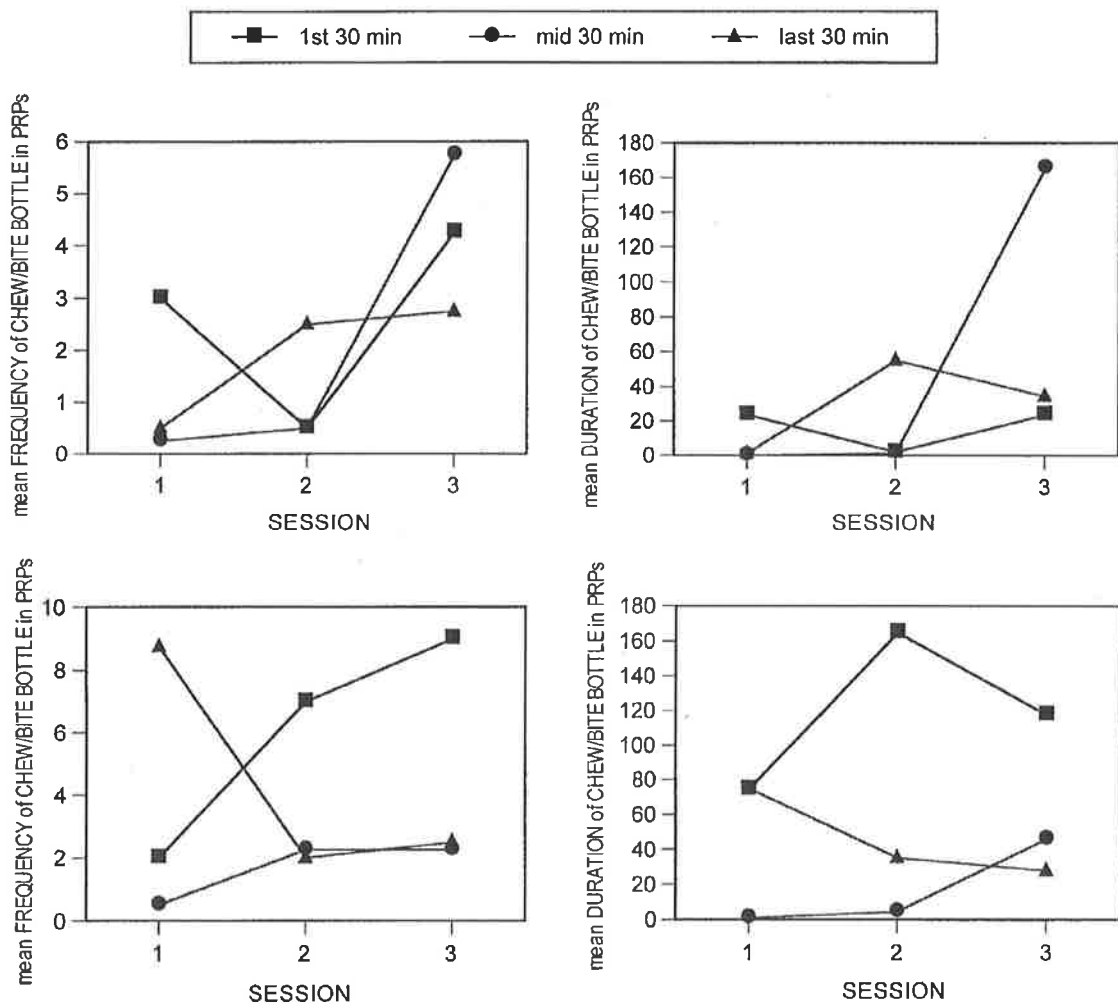 1st 30 min mid 30 min last 30 min
mean FREQUENCY of CHEW/BITE BOTTLE in PRPs
6
5
4
3
2
1
0
1 2 3
SESSION
mean DURATION of CHEW/BITE BOTTLE in PRPs
180
160
140
120
100
80
60
40
20
0
1 2 3
SESSION
mean FREQUENCY of CHEW/BITE BOTTLE in PRPs
10
8
6
4
2
0
1 2 3
SESSION
mean DURATION of CHEW/BITE BOTTLE in PRPs
180
160
140
120
100
80
60
40
20
0
1 2 3
SESSION